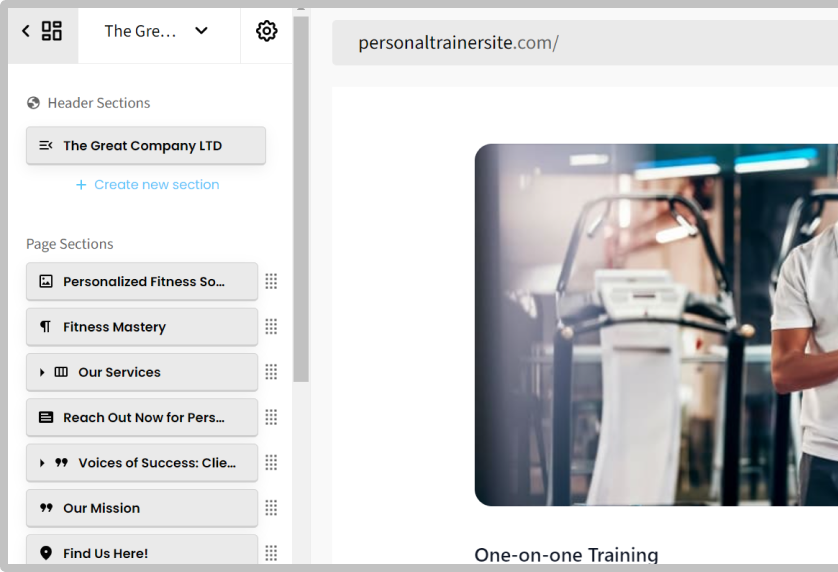 The Gre...
personaltrainersite.com/
Header Sections
The Great Company LTD
+ Create new section
Page Sections
Personalized Fitness So...
Fitness Mastery
Our Services
Reach Out Now for Pers...
Voices of Success: Clie...
Our Mission
Find Us Here!
One-on-one Training